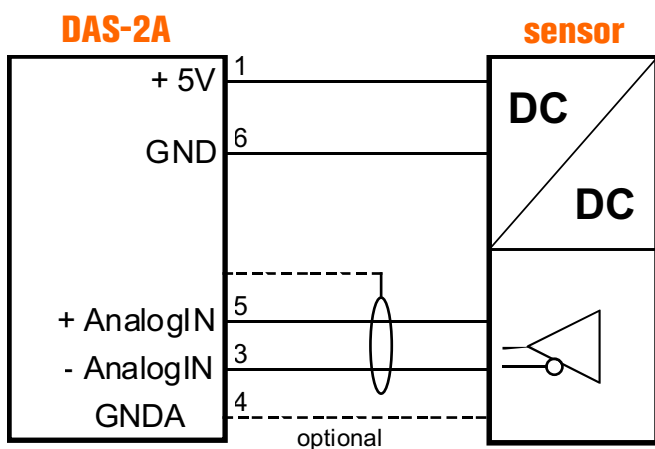 DAS-2A
sensor
+ 5V 1
DC
GND 6
DC
+ AnalogIN 5
- AnalogIN 3
GNDA 4
optional